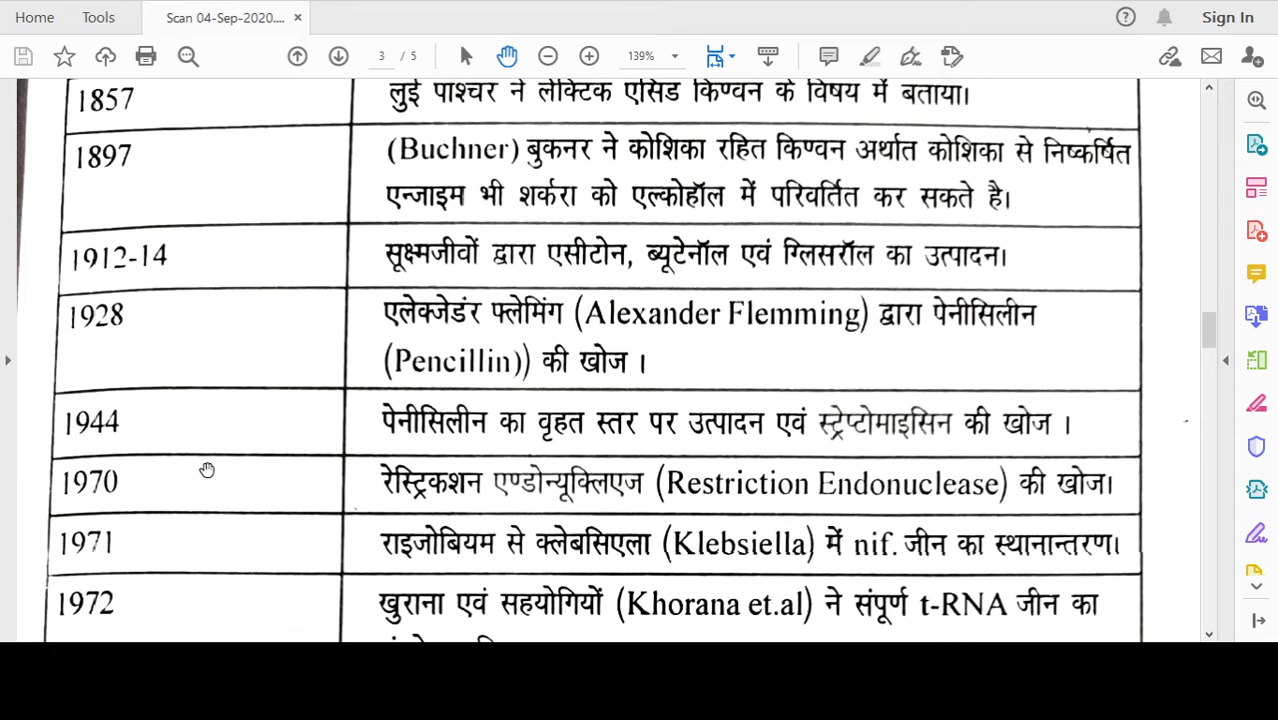 Home Tools Scan 04-Sep-2020.... × Sign In
3 / 5 139%
1857 लुई पाश्चर ने लेक्टिक एसिड किण्वन के विषय में बताया।
1897 (Buchner) बुकनर ने कोशिका रहित किण्वन अर्थात कोशिका से निष्कर्षित
एन्जाइम भी शर्करा को एल्कोहॉल में परिवर्तित कर सकते है।
1912-14 सूक्ष्मजीवों द्वारा एसीटोन, ब्यूटेनॉल एवं ग्लिसरॉल का उत्पादन।
1928 एलेक्जेडंर फ्लेमिंग (Alexander Flemming) द्वारा पेनीसिलीन
(Pencillin)) की खोज ।
1944 पेनीसिलीन का वृहत स्तर पर उत्पादन एवं स्ट्रेप्टोमाइसिन की खोज ।
1970 रेस्ट्रिकशन एण्डोन्यूक्लिएज (Restriction Endonuclease) की खोज।
1971 राइजोबियम से क्लेबसिएला (Klebsiella) में nif. जीन का स्थानान्तरण।
1972 खुराना एवं सहयोगियों (Khorana et.al) ने संपूर्ण t-RNA जीन का